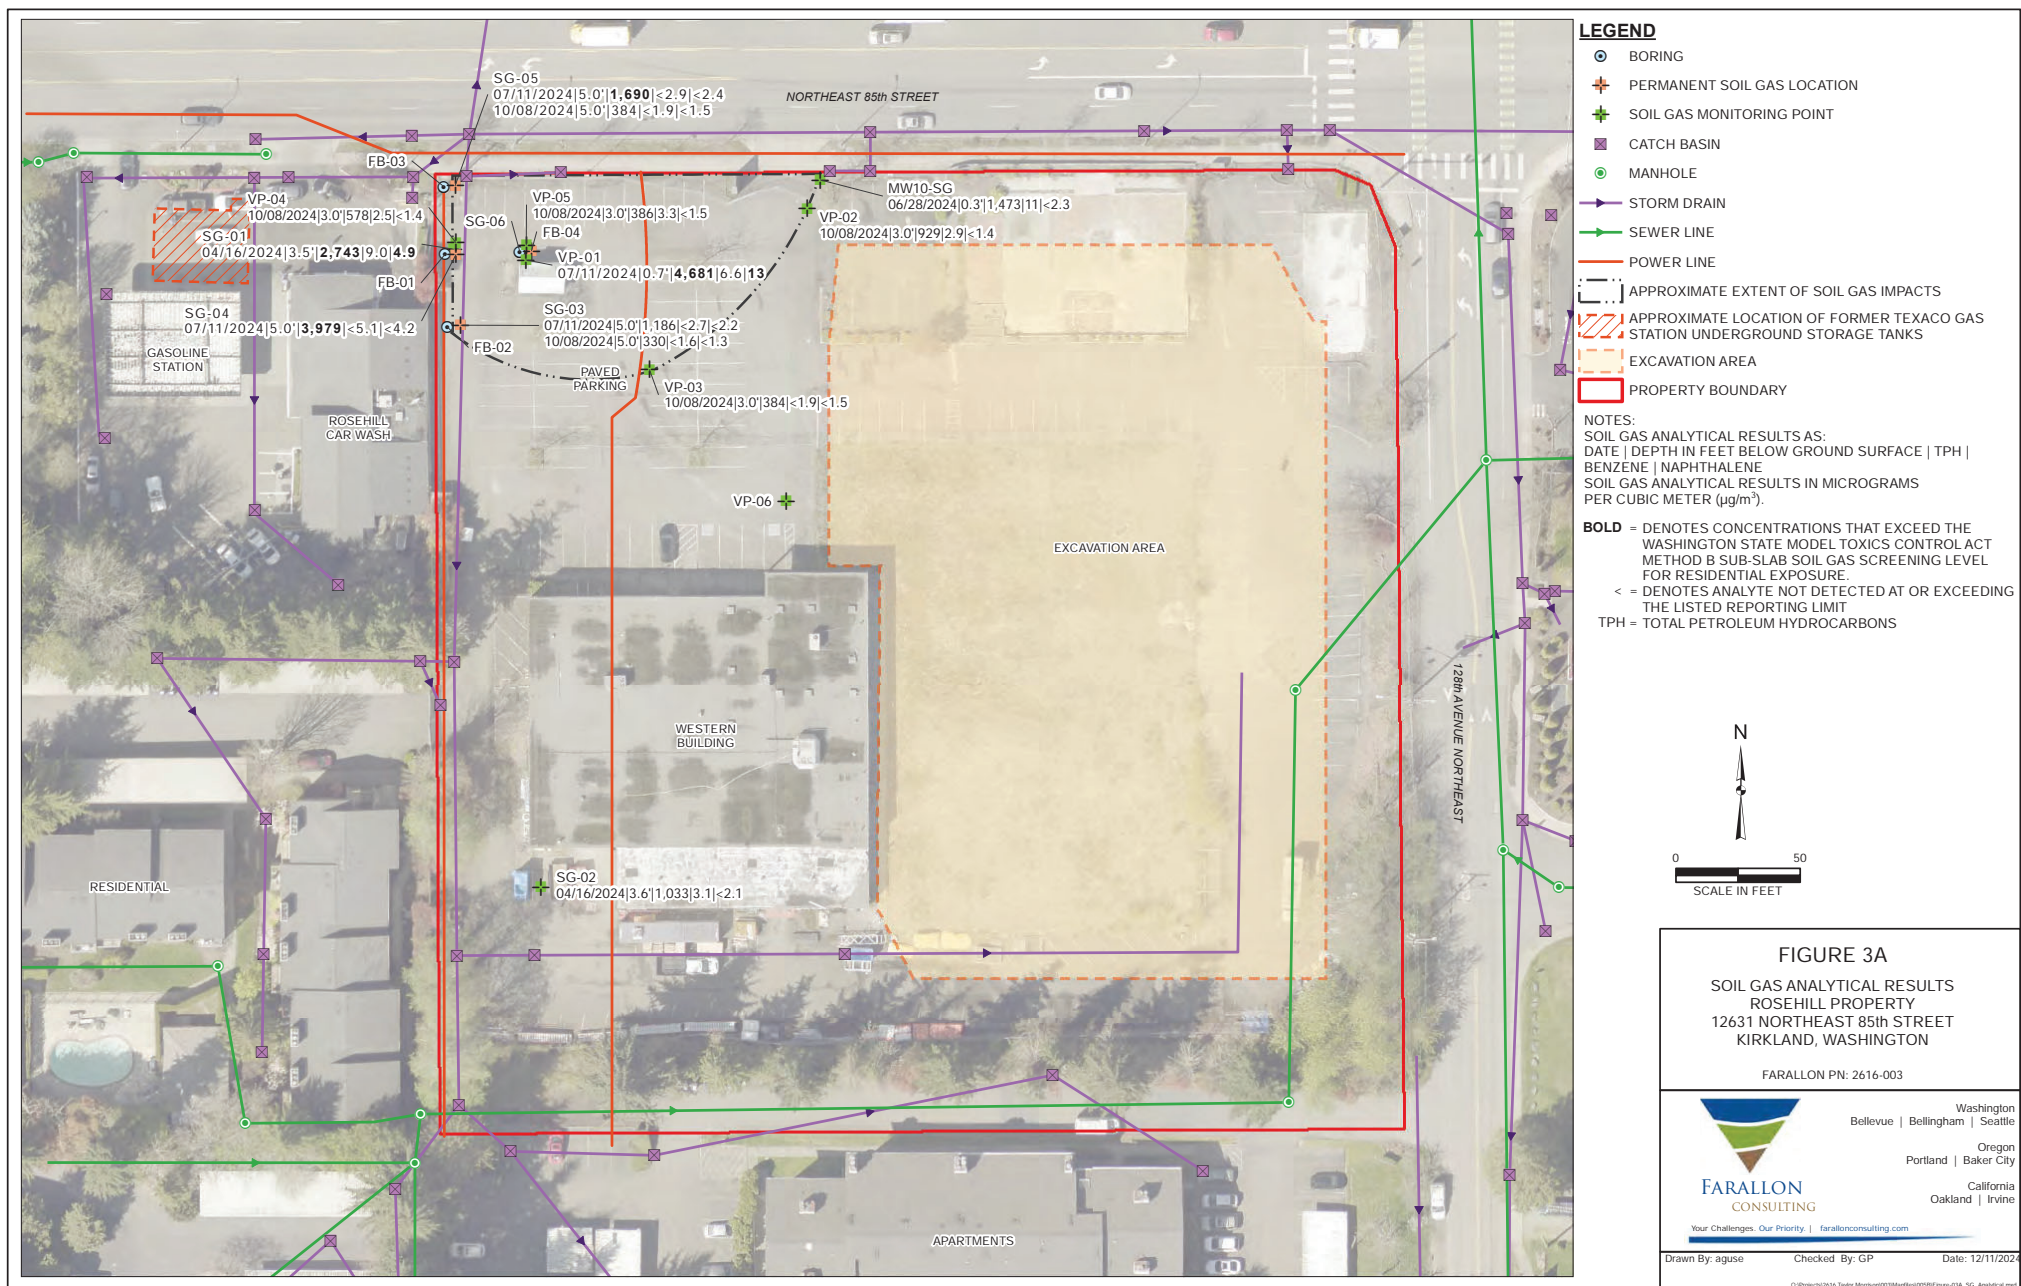 SG-05
07/11/2024|5.0'|1,690|<2.9|<2.4
10/08/2024|5.0'|384|<1.9|<1.5
NORTHEAST 85th STREET
FB-03
VP-04
10/08/2024|3.0'|578|2.5|<1.4
SG-06
VP-05
10/08/2024|3.0'|386|3.3|<1.5
FB-04
MW10-SG
06/28/2024|0.3'|1,473|11|<2.3
VP-02
10/08/2024|3.0'|929|2.9|<1.4
SG-01
04/16/2024|3.5'|2,743|9.0|4.9
VP-01
07/11/2024|0.7'|4,681|6.6|13
FB-01
SG-04
07/11/2024|5.0'|3,979|<5.1|<4.2
SG-03
07/11/2024|5.0'|1,186|<2.7|<2.2
10/08/2024|5.0'|330|<1.6|<1.3
FB-02
GASOLINE
STATION
PAVED
PARKING
VP-03
10/08/2024|3.0'|384|<1.9|<1.5
ROSEHILL
CAR WASH
VP-06
EXCAVATION AREA
WESTERN
BUILDING
128th AVENUE NORTHEAST
RESIDENTIAL
SG-02
04/16/2024|3.6'|1,033|3.1|<2.1
APARTMENTS
LEGEND
BORING
PERMANENT SOIL GAS LOCATION
SOIL GAS MONITORING POINT
CATCH BASIN
MANHOLE
STORM DRAIN
SEWER LINE
POWER LINE
APPROXIMATE EXTENT OF SOIL GAS IMPACTS
APPROXIMATE LOCATION OF FORMER TEXACO GAS
STATION UNDERGROUND STORAGE TANKS
EXCAVATION AREA
PROPERTY BOUNDARY
NOTES:
SOIL GAS ANALYTICAL RESULTS AS:
DATE | DEPTH IN FEET BELOW GROUND SURFACE | TPH |
BENZENE | NAPHTHALENE
SOIL GAS ANALYTICAL RESULTS IN MICROGRAMS
PER CUBIC METER (µg/m³).
BOLD = DENOTES CONCENTRATIONS THAT EXCEED THE
WASHINGTON STATE MODEL TOXICS CONTROL ACT
METHOD B SUB-SLAB SOIL GAS SCREENING LEVEL
FOR RESIDENTIAL EXPOSURE.
< = DENOTES ANALYTE NOT DETECTED AT OR EXCEEDING
THE LISTED REPORTING LIMIT
TPH = TOTAL PETROLEUM HYDROCARBONS
N
0 50
SCALE IN FEET
FIGURE 3A
SOIL GAS ANALYTICAL RESULTS
ROSEHILL PROPERTY
12631 NORTHEAST 85th STREET
KIRKLAND, WASHINGTON
FARALLON PN: 2616-003
Washington
Bellevue | Bellingham | Seattle
Oregon
Portland | Baker City
California
Oakland | Irvine
FARALLON
CONSULTING
Your Challenges. Our Priority. | farallonconsulting.com
Drawn By: aguse Checked By: GP Date: 12/11/2024